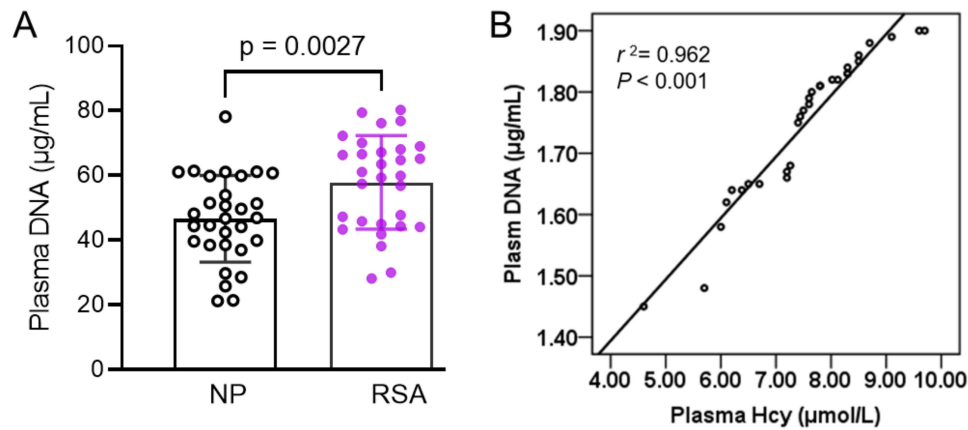 A
p = 0.0027
100
80
60
40
20
0
Plasma DNA (µg/mL)
NP
RSA
B
r ²= 0.962
P < 0.001
1.90
1.80
1.70
1.60
1.50
1.40
Plasm DNA (µg/mL)
4.00 5.00 6.00 7.00 8.00 9.00 10.00
Plasma Hcy (µmol/L)